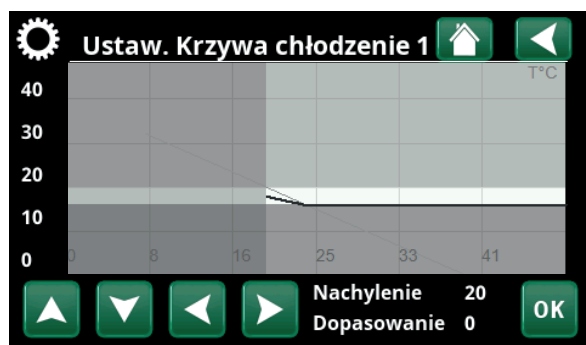 Ustaw. Krzywa chłodzenie 1
T°C
40
30
20
10
0
0 8 16 25 33 41
Nachylenie 20
Dopasowanie 0
OK